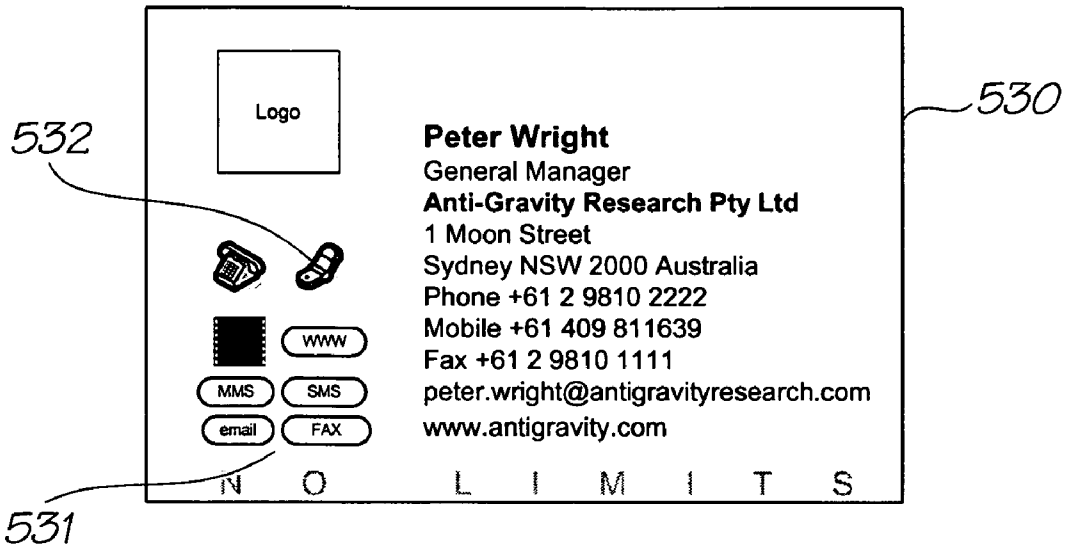 Logo
530
532
Peter Wright
General Manager
Anti-Gravity Research Pty Ltd
1 Moon Street
Sydney NSW 2000 Australia
Phone +61 2 9810 2222
Mobile +61 409 811639
Fax +61 2 9810 1111
peter.wright@antigravityresearch.com
www.antigravity.com
WWW
MMS SMS
email FAX
NO LIMITS
531